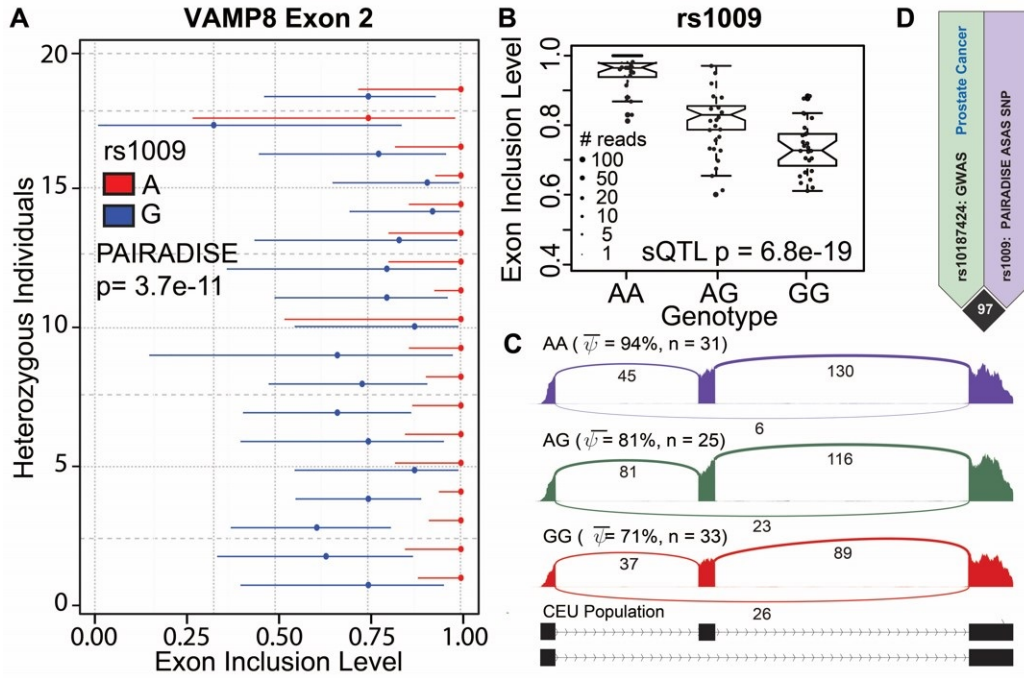 A
VAMP8 Exon 2
Heterozygous Individuals
20
15
10
5
0
rs1009
A
G
PAIRADISE
p= 3.7e-11
0.00
0.25
0.50
0.75
1.00
Exon Inclusion Level
B
rs1009
Exon Inclusion Level
1.0
0.8
0.6
0.4
# reads
100
50
20
10
5
1
sQTL p = 6.8e-19
AA
AG
GG
Genotype
C
AA ( ψ = 94%, n = 31)
45
130
6
AG ( ψ = 81%, n = 25)
81
116
23
GG ( ψ = 71%, n = 33)
37
89
26
CEU Population
D
rs10187424: GWAS Prostate Cancer
rs1009: PAIRADISE ASAS SNP
97